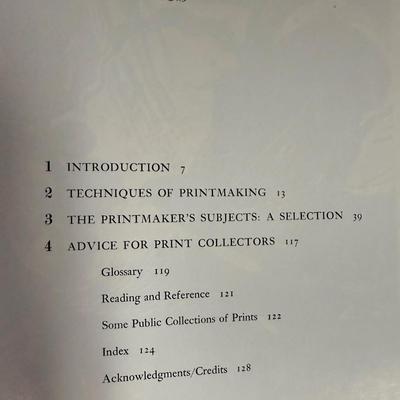 1 INTRODUCTION 7
2 TECHNIQUES OF PRINTMAKING 13
3 THE PRINTMAKER'S SUBJECTS: A SELECTION 39
4 ADVICE FOR PRINT COLLECTORS 117
Glossary 119
Reading and Reference 121
Some Public Collections of Prints 122
Index 124
Acknowledgments/Credits 128